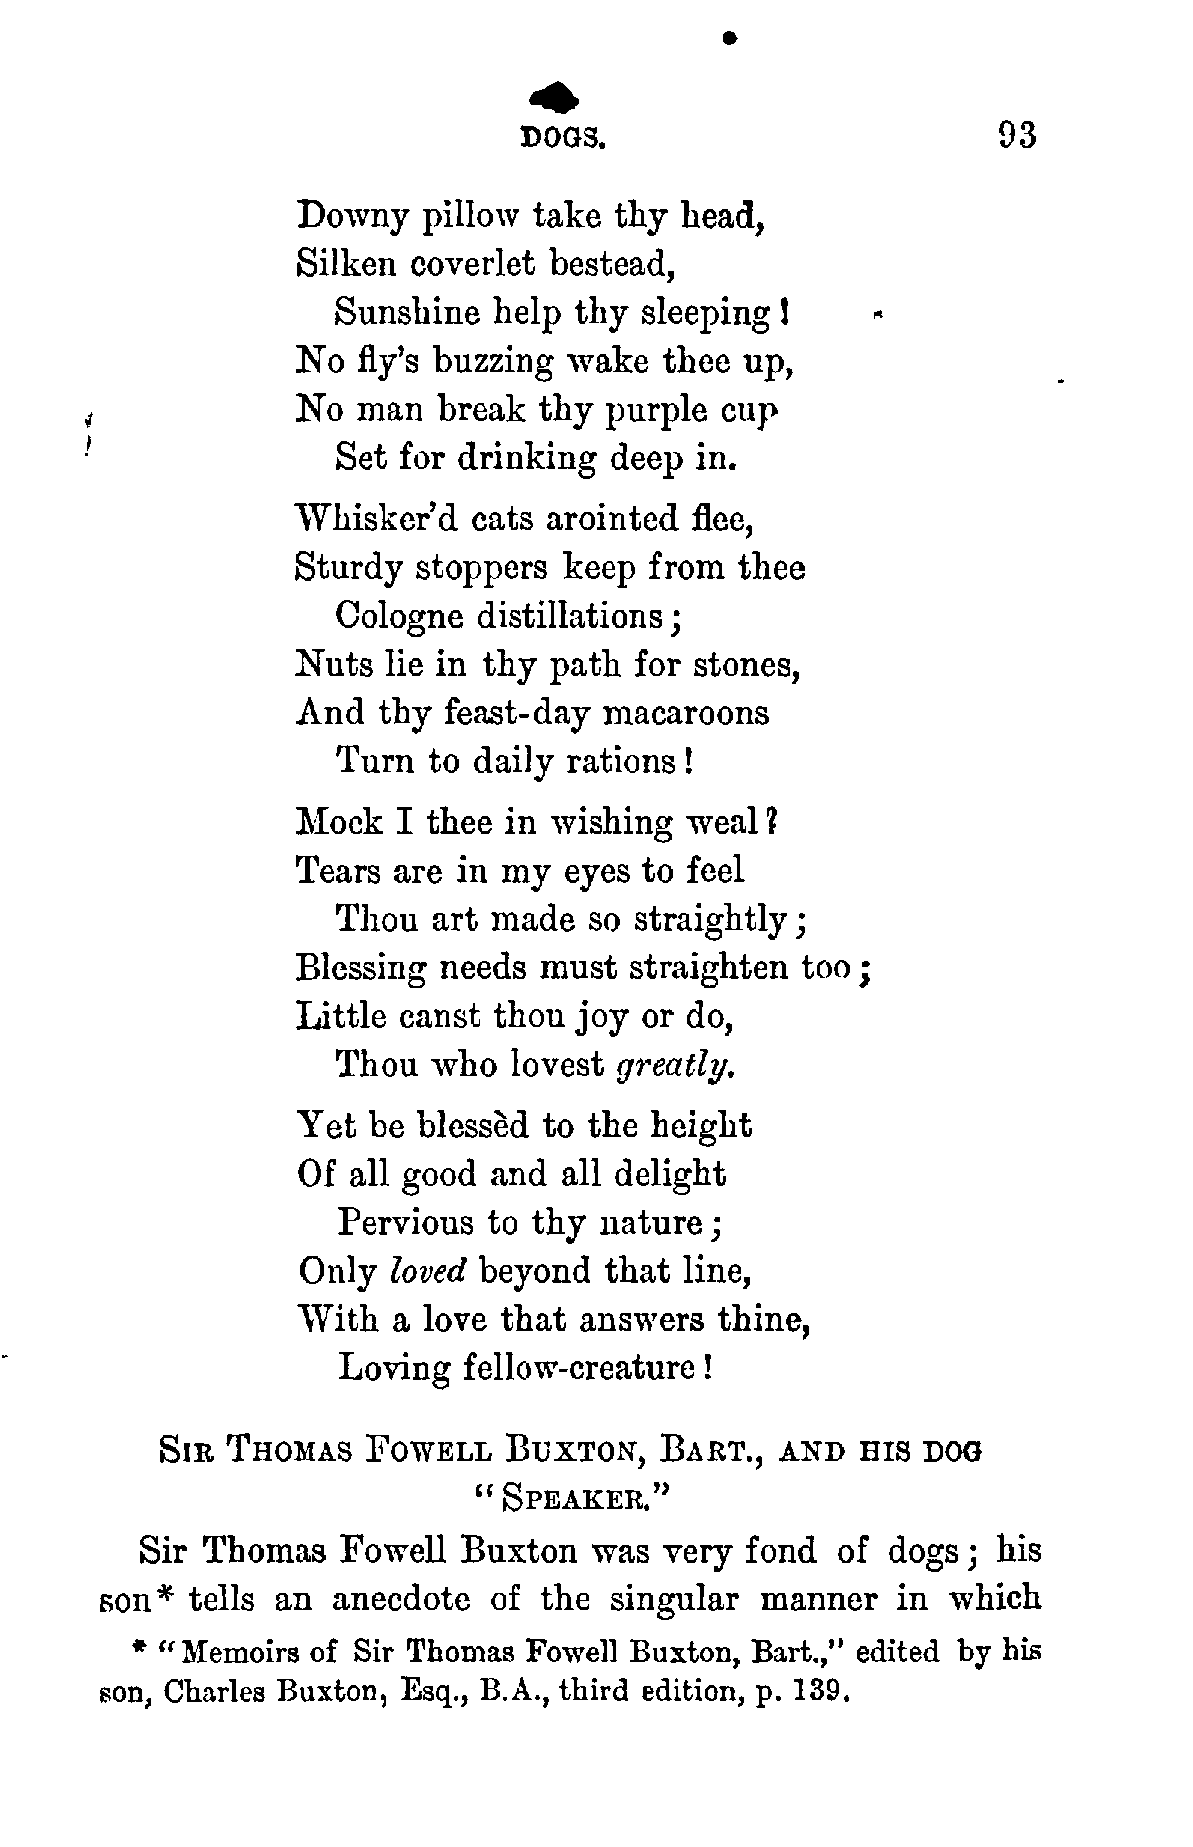 DOGS. 93
Downy pillow take thy head,
Silken coverlet bestead,
Sunshine help thy sleeping!
No fly's buzzing wake thee up,
No man break thy purple cup
Set for drinking deep in.
Whisker'd cats arointed flee,
Sturdy stoppers keep from thee
Cologne distillations;
Nuts lie in thy path for stones,
And thy feast-day macaroons
Turn to daily rations!
Mock I thee in wishing weal?
Tears are in my eyes to feel
Thou art made so straightly;
Blessing needs must straighten too;
Little canst thou joy or do,
Thou who lovest greatly.
Yet be blessèd to the height
Of all good and all delight
Pervious to thy nature;
Only loved beyond that line,
With a love that answers thine,
Loving fellow-creature!
SIR THOMAS FOWELL BUXTON, BART., AND HIS DOG
"SPEAKER."
Sir Thomas Fowell Buxton was very fond of dogs; his
son* tells an anecdote of the singular manner in which
* "Memoirs of Sir Thomas Fowell Buxton, Bart.," edited by his
son, Charles Buxton, Esq., B.A., third edition, p. 139.